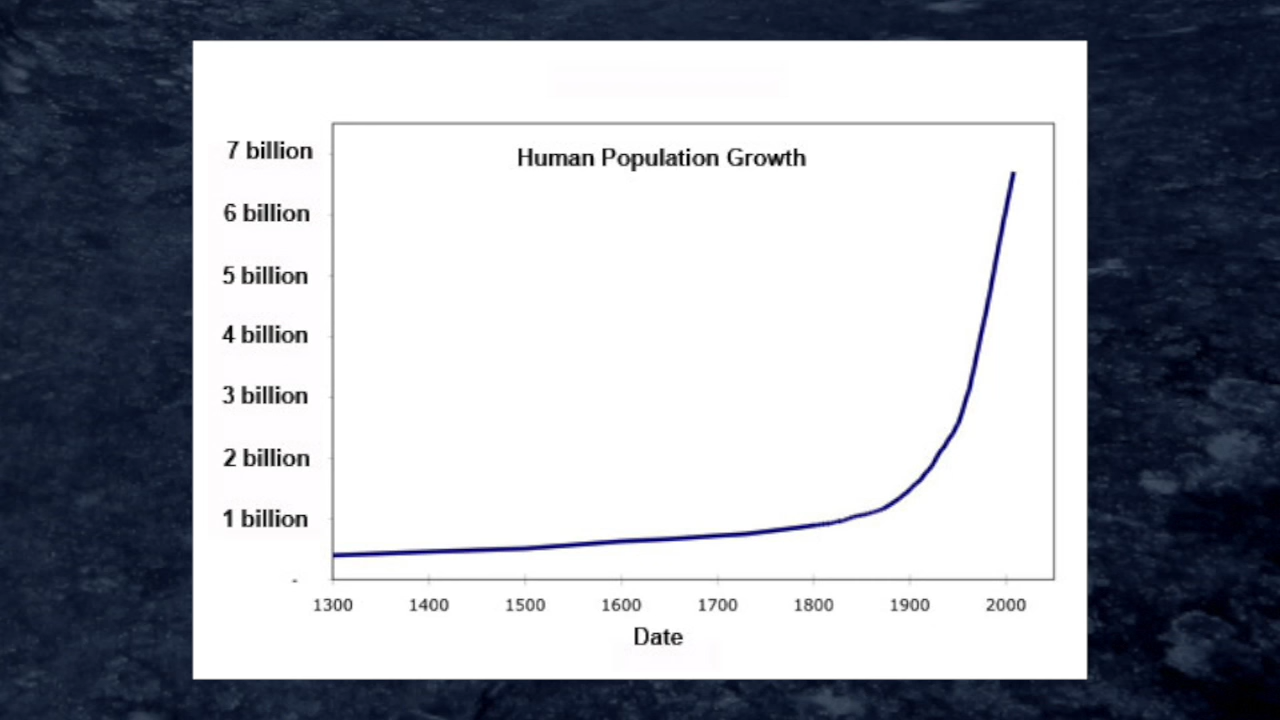 Human Population Growth
7 billion
6 billion
5 billion
4 billion
3 billion
2 billion
1 billion
-
1300 1400 1500 1600 1700 1800 1900 2000
Date